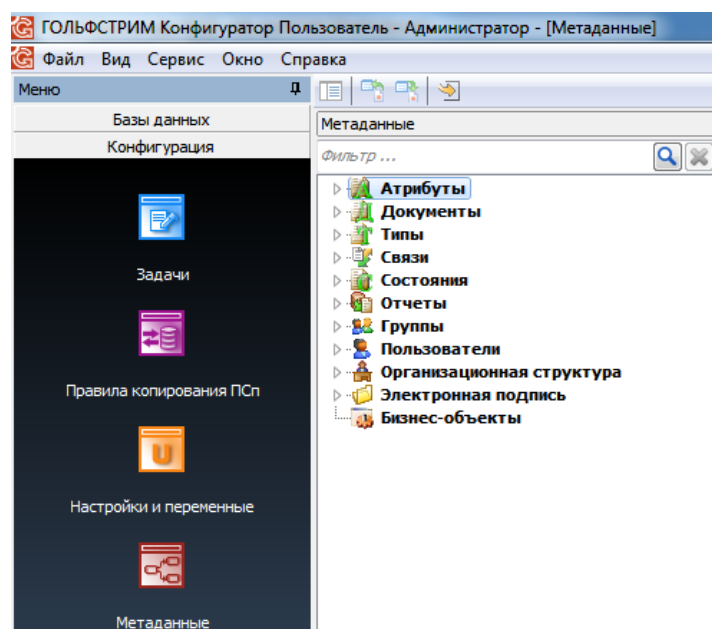 ГОЛЬФСТРИМ Конфигуратор Пользователь - Администратор - [Метаданные]
Файл Вид Сервис Окно Справка
Меню
Базы данных
Конфигурация
Задачи
Правила копирования ПСп
Настройки и переменные
Метаданные
Метаданные
Фильтр ...
Атрибуты
Документы
Типы
Связи
Состояния
Отчеты
Группы
Пользователи
Организационная структура
Электронная подпись
Бизнес-объекты